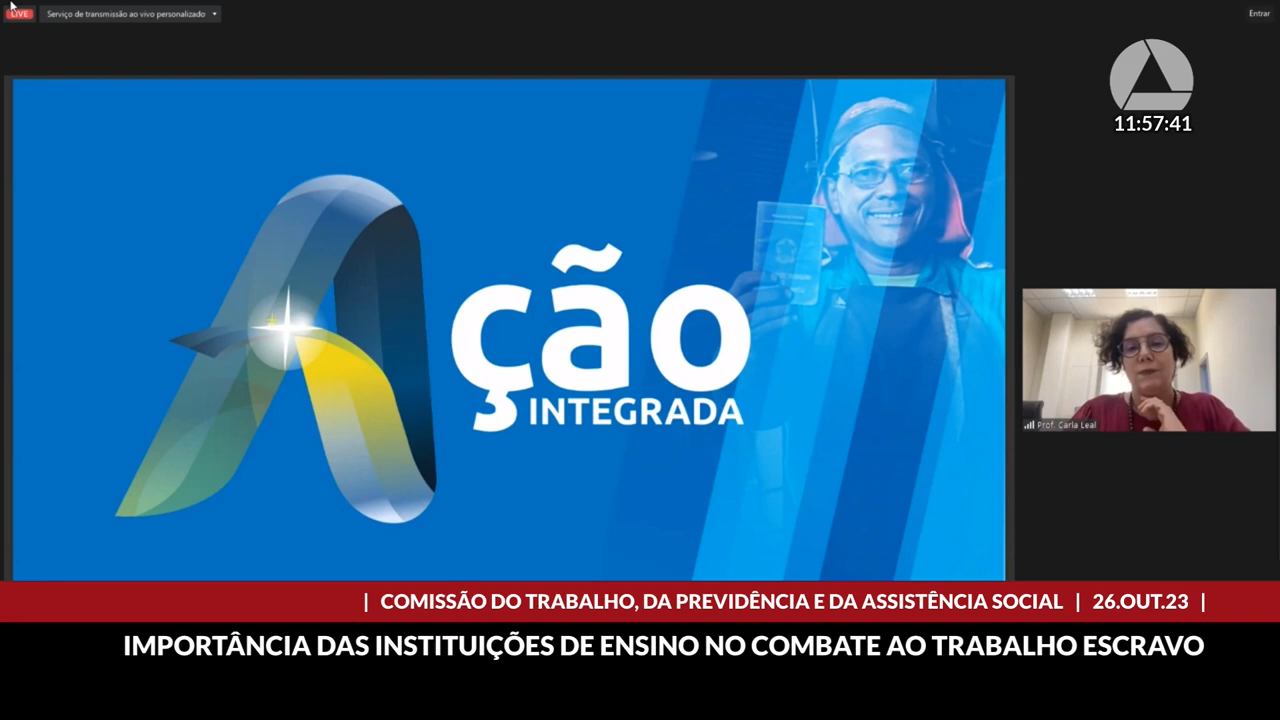 LIVE
Serviço de transmissão ao vivo personalizado
Entrar
11:57:41
Ação
INTEGRADA
Prof. Carla Leal
| COMISSÃO DO TRABALHO, DA PREVIDÊNCIA E DA ASSISTÊNCIA SOCIAL | 26.OUT.23 |
IMPORTÂNCIA DAS INSTITUIÇÕES DE ENSINO NO COMBATE AO TRABALHO ESCRAVO